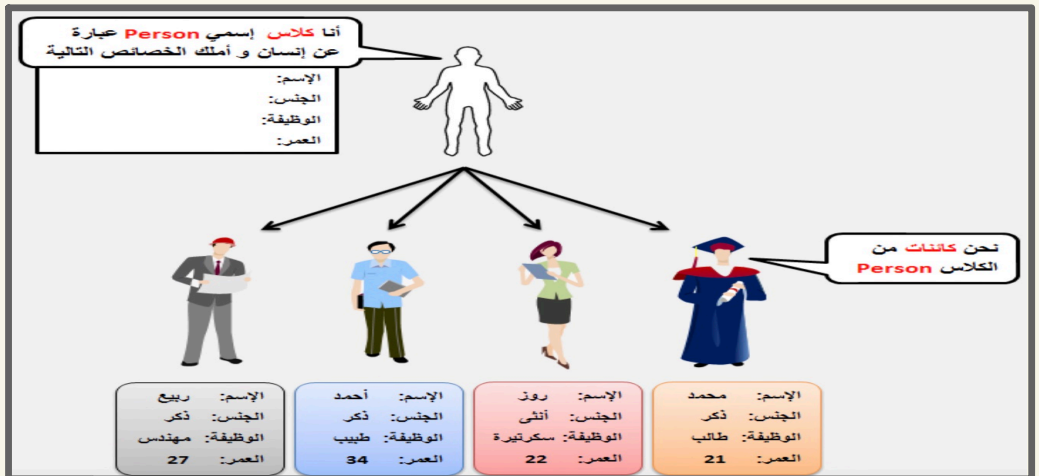 أنا كلاس إسمي Person عبارة
عن إنسان و أملك الخصائص التالية
الإسم:
الجنس:
الوظيفة:
العمر:
نحن كائنات من
الكلاس Person
الإسم: محمد
الجنس: ذكر
الوظيفة: طالب
العمر: 21
الإسم: روز
الجنس: أنثى
الوظيفة: سكرتيرة
العمر: 22
الإسم: أحمد
الجنس: ذكر
الوظيفة: طبيب
العمر: 34
الإسم: ربيع
الجنس: ذكر
الوظيفة: مهندس
العمر: 27